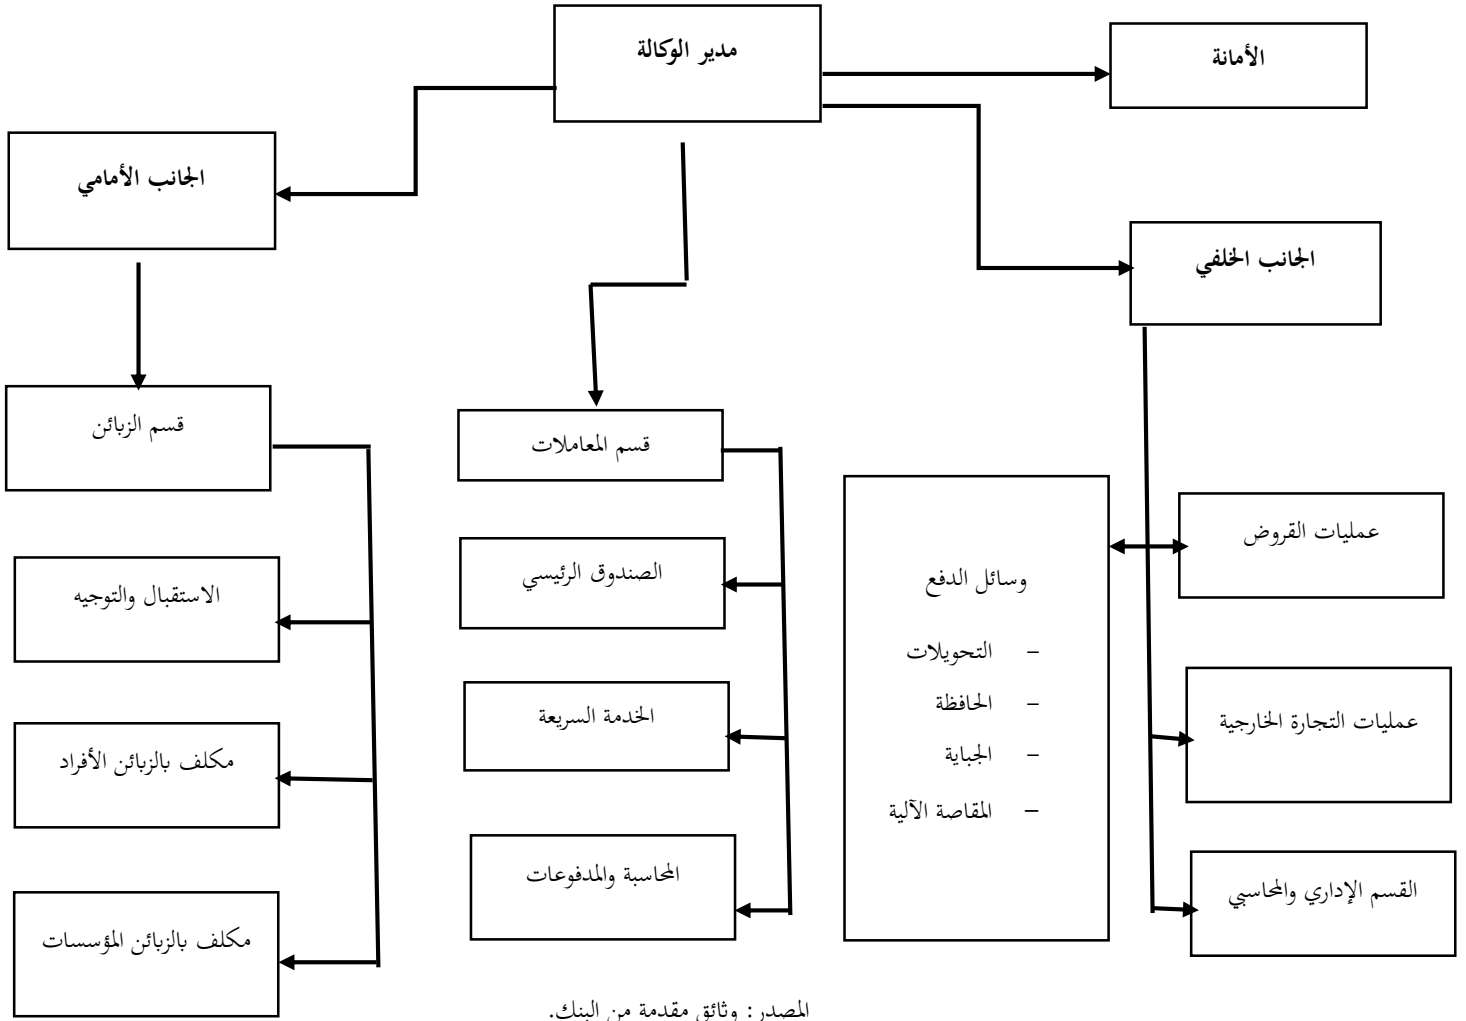 مدير الوكالة
الأمانة
الجانب الأمامي
الجانب الخلفي
قسم الزبائن
قسم المعاملات
عمليات القروض
الصندوق الرئيسي
وسائل الدفع
الاستقبال والتوجيه
– التحويلات
– الحافظة
– الجباية
– المقاصة الآلية
عمليات التجارة الخارجية
الخدمة السريعة
مكلف بالزبائن الأفراد
القسم الإداري والمحاسبي
المحاسبة والمدفوعات
مكلف بالزبائن المؤسسات
المصدر: وثائق مقدمة من البنك.